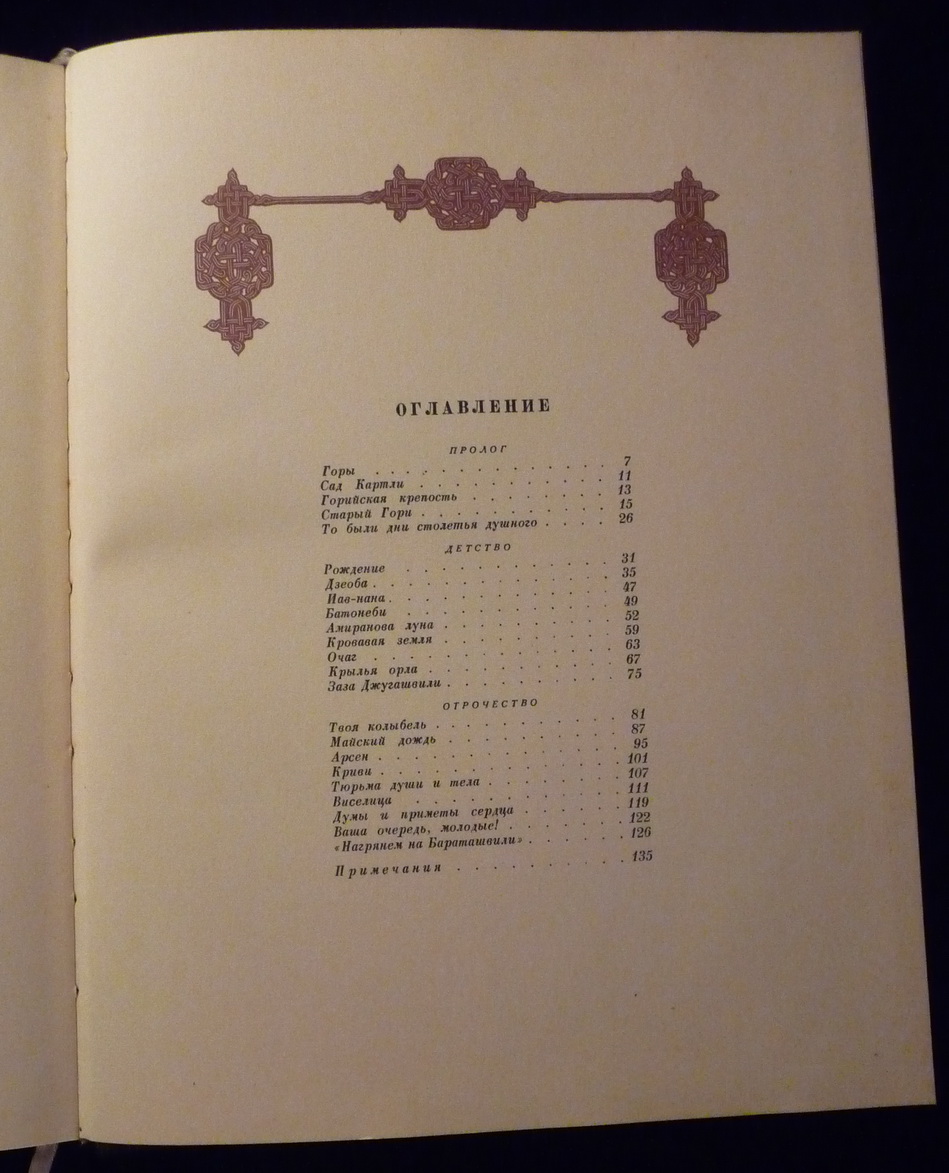 ОГЛАВЛЕНИЕ
ПРОЛОГ
Горы . . . . . . . . . . . . . . 7
Сад Картли . . . . . . . . . . . 11
Горийская крепость . . . . . . . 13
Старый Гори . . . . . . . . . . 15
То были дни столетья душного . . . . 26
ДЕТСТВО
Рождение . . . . . . . . . . . . 31
Дзеоба . . . . . . . . . . . . . 35
Иав-нана . . . . . . . . . . . . 47
Батонеби . . . . . . . . . . . . 49
Амиранова луна . . . . . . . . . 52
Кровавая земля . . . . . . . . . 59
Очаг . . . . . . . . . . . . . . 63
Крылья орла . . . . . . . . . . 67
Заза Джугашвили . . . . . . . . . 75
ОТРОЧЕСТВО
Твоя колыбель . . . . . . . . . . 81
Майский дождь . . . . . . . . . . 87
Арсен . . . . . . . . . . . . . . 95
Криви . . . . . . . . . . . . . . 101
Тюрьма души и тела . . . . . . . . 107
Виселица . . . . . . . . . . . . 111
Думы и приметы сердца . . . . . . 119
Ваша очередь, молодые! . . . . . . 122
«Нагрянем на Бараташвили» . . . . . . 126
Примечания . . . . . . . . . . 135